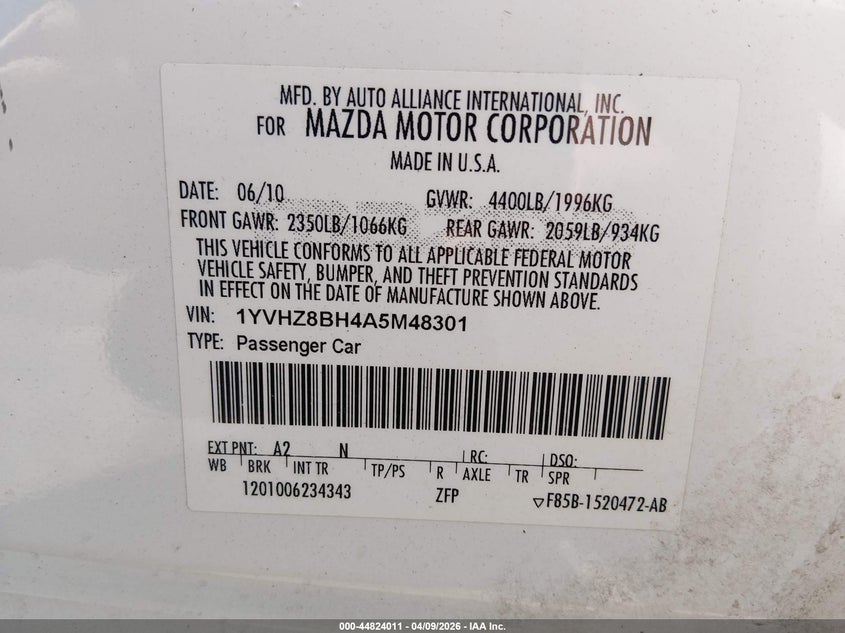 MFD. BY AUTO ALLIANCE INTERNATIONAL, INC.
FOR MAZDA MOTOR CORPORATION
MADE IN U.S.A.
DATE: 06/10 GVWR: 4400LB/1996KG
FRONT GAWR: 2350LB/1066KG REAR GAWR: 2059LB/934KG
THIS VEHICLE CONFORMS TO ALL APPLICABLE FEDERAL MOTOR
VEHICLE SAFETY, BUMPER, AND THEFT PREVENTION STANDARDS
IN EFFECT ON THE DATE OF MANUFACTURE SHOWN ABOVE.
VIN: 1YVHZ8BH4A5M48301
TYPE: Passenger Car
EXT PNT: A2 N RC: DSO:
WB BRK INT TR TP/PS R AXLE TR SPR
1201006234343 ZFP ▽F85B-1520472-AB
000-44824011 - 04/09/2026 - IAA Inc.